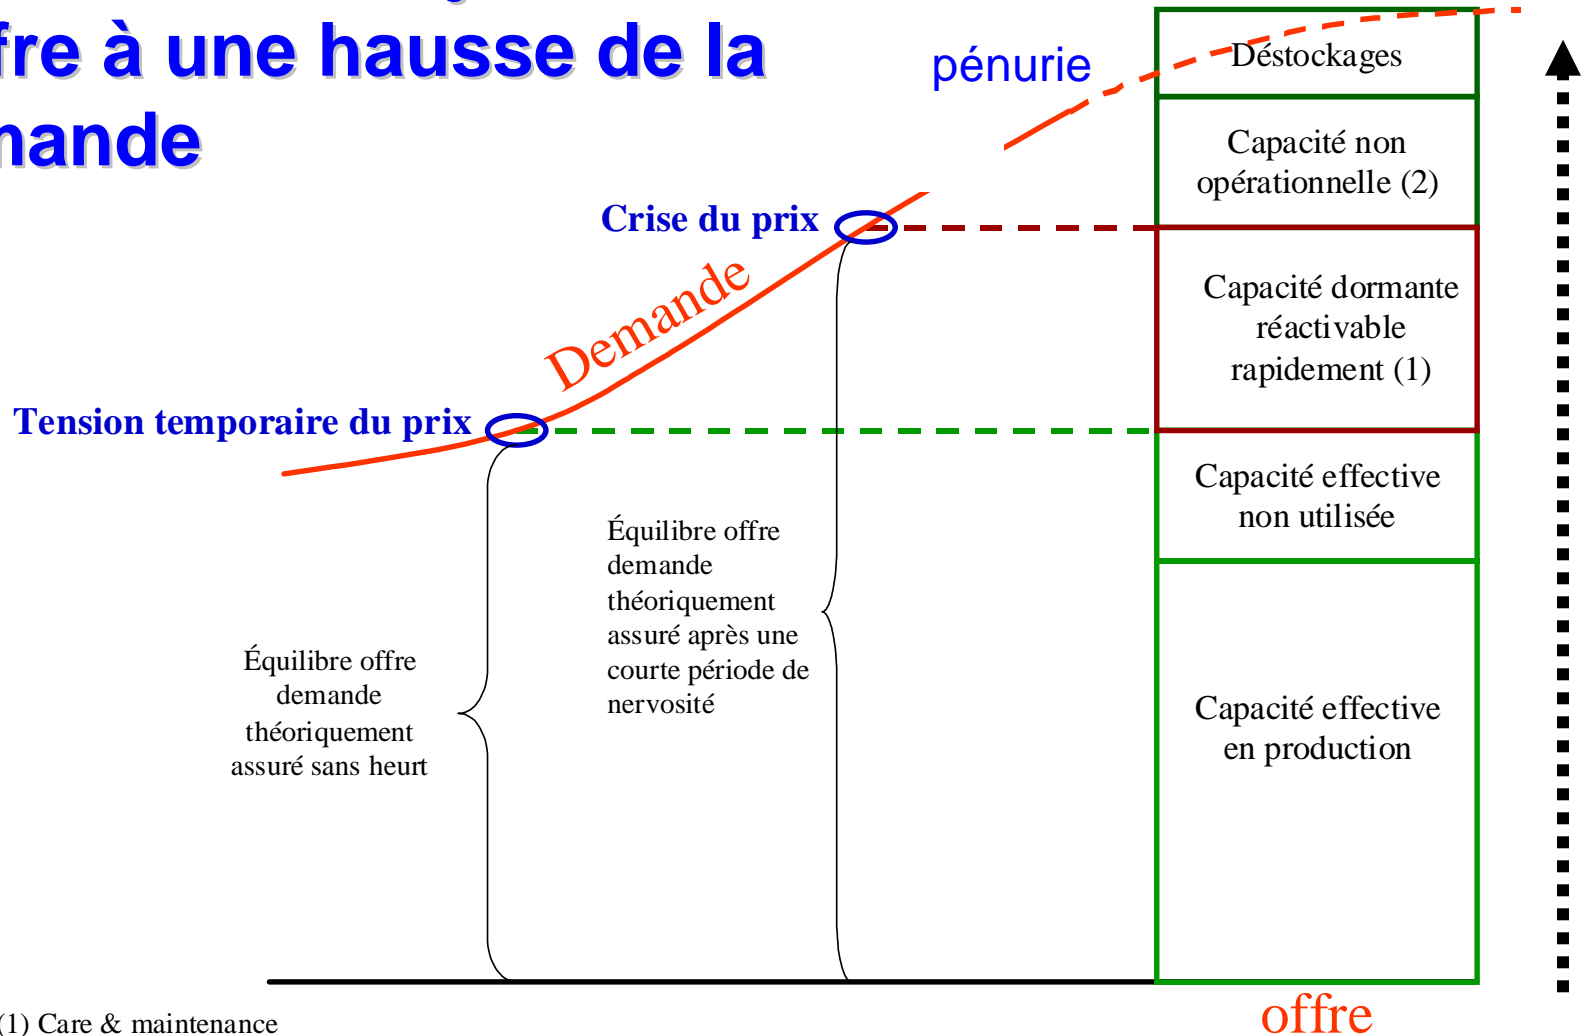 fre à une hausse de la
mande
pénurie
Déstockages
Capacité non
opérationnelle (2)
Crise du prix
Capacité dormante
réactivable
rapidement (1)
Demande
Tension temporaire du prix
Capacité effective
non utilisée
Équilibre offre
demande
théoriquement
assuré après une
courte période de
nervosité
Équilibre offre
demande
théoriquement
assuré sans heurt
Capacité effective
en production
offre
(1) Care & maintenance